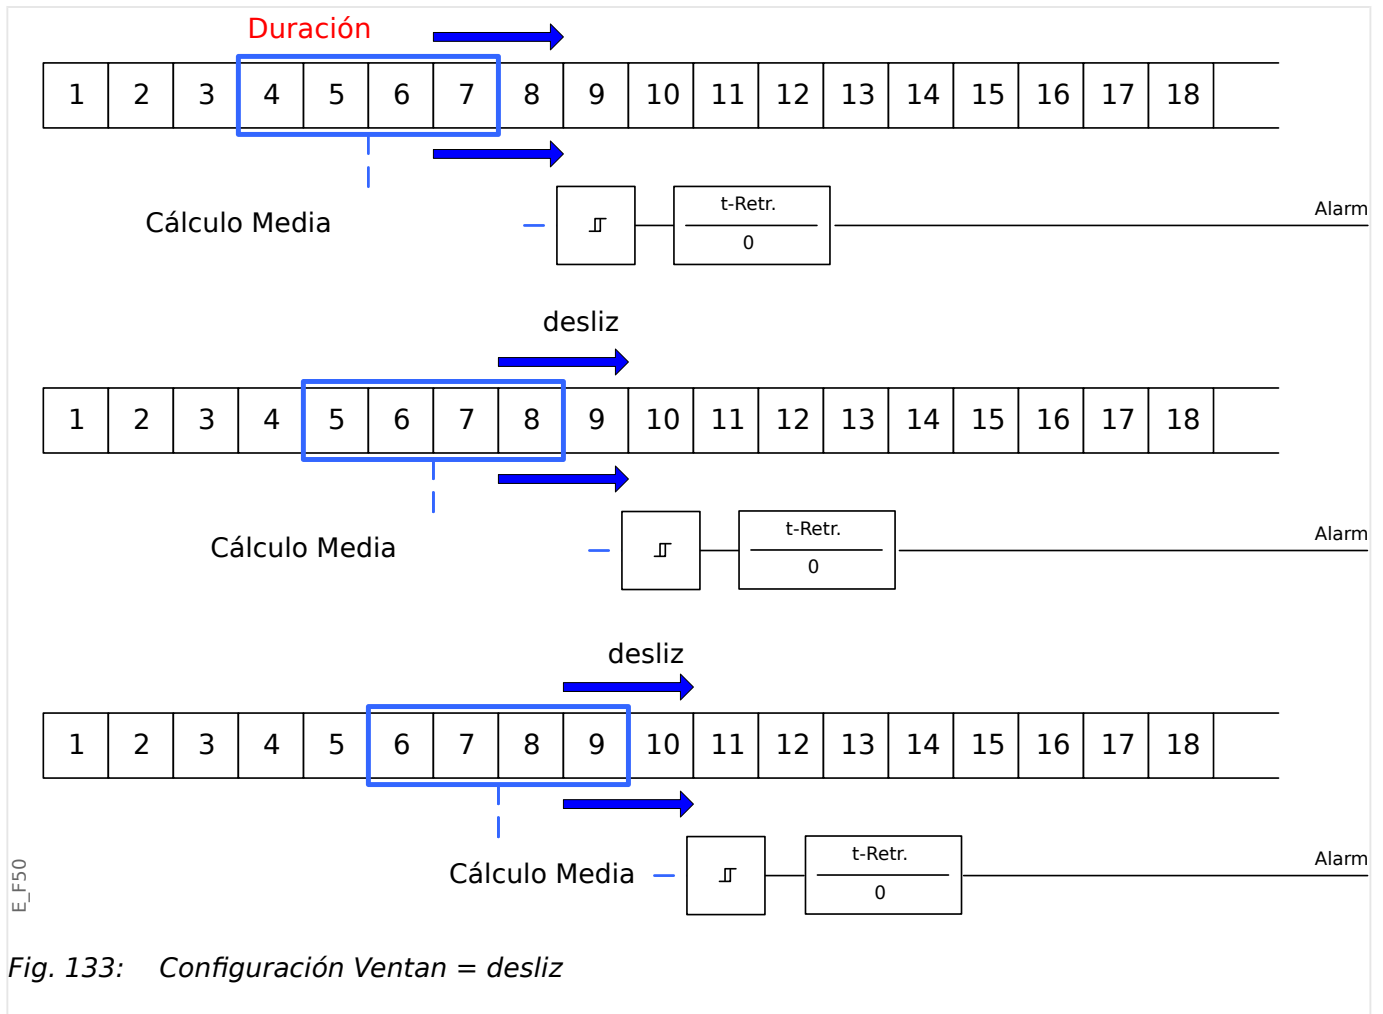 Duración
1 2 3 4 5 6 7 8 9 10 11 12 13 14 15 16 17 18
Cálculo Media
t-Retr.
0
Alarm
desliz
1 2 3 4 5 6 7 8 9 10 11 12 13 14 15 16 17 18
Cálculo Media
t-Retr.
0
Alarm
desliz
1 2 3 4 5 6 7 8 9 10 11 12 13 14 15 16 17 18
Cálculo Media
t-Retr.
0
Alarm
E_F50
Fig. 133: Configuración Ventan = desliz